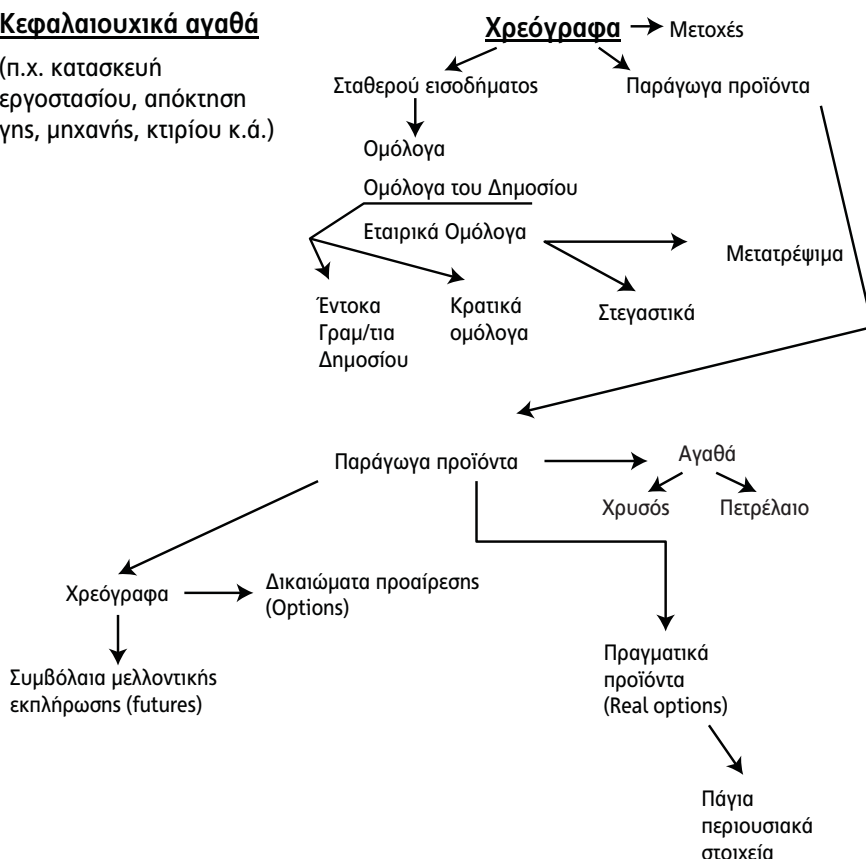 Κεφαλαιουχικά αγαθά
(π.χ. κατασκευή
εργοστασίου, απόκτηση
γης, μηχανής, κτιρίου κ.ά.)
Χρεόγραφα
Μετοχές
Σταθερού εισοδήματος
Παράγωγα προϊόντα
Ομόλογα
Ομόλογα του Δημοσίου
Εταιρικά Ομόλογα
Μετατρέψιμα
Έντοκα
Γραμ/τια
Δημοσίου
Κρατικά
ομόλογα
Στεγαστικά
Παράγωγα προϊόντα
Αγαθά
Χρυσός
Πετρέλαιο
Χρεόγραφα
Δικαιώματα προαίρεσης
(Options)
Συμβόλαια μελλοντικής
εκπλήρωσης (futures)
Πραγματικά
προϊόντα
(Real options)
Πάγια
περιουσιακά
στοιχεία